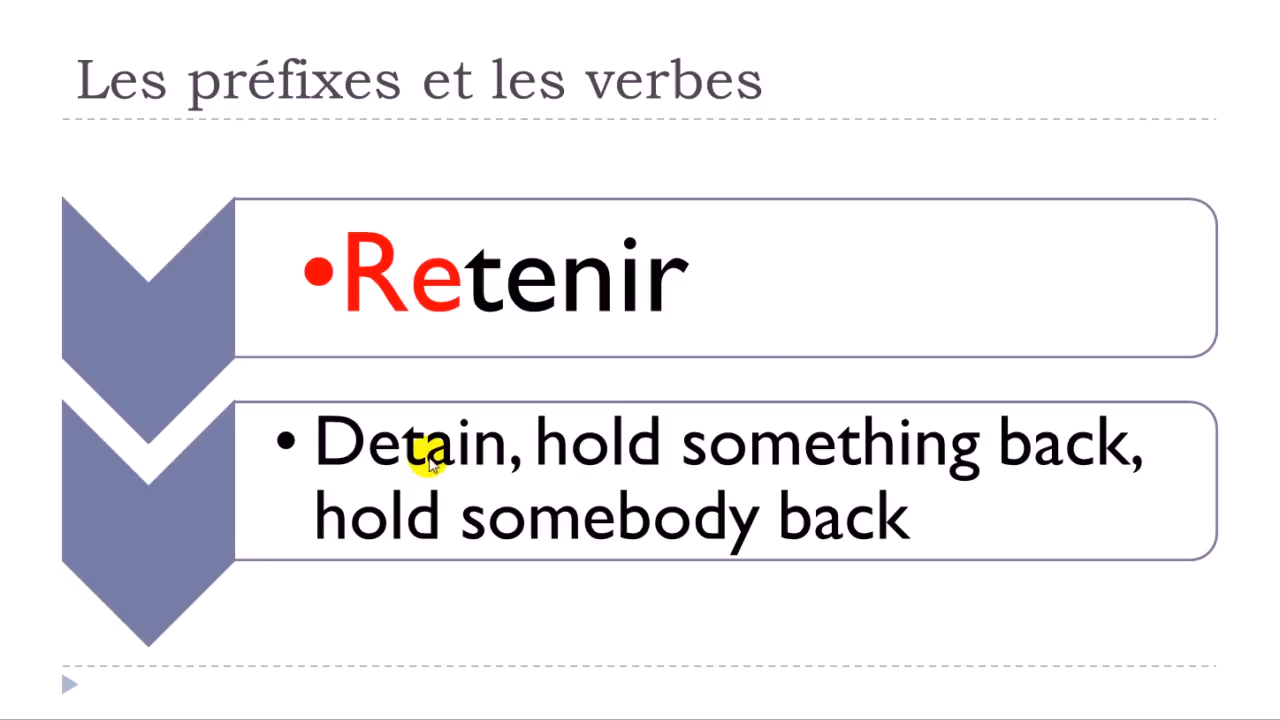 Les préfixes et les verbes
•Retenir
• Detain, hold something back,
hold somebody back